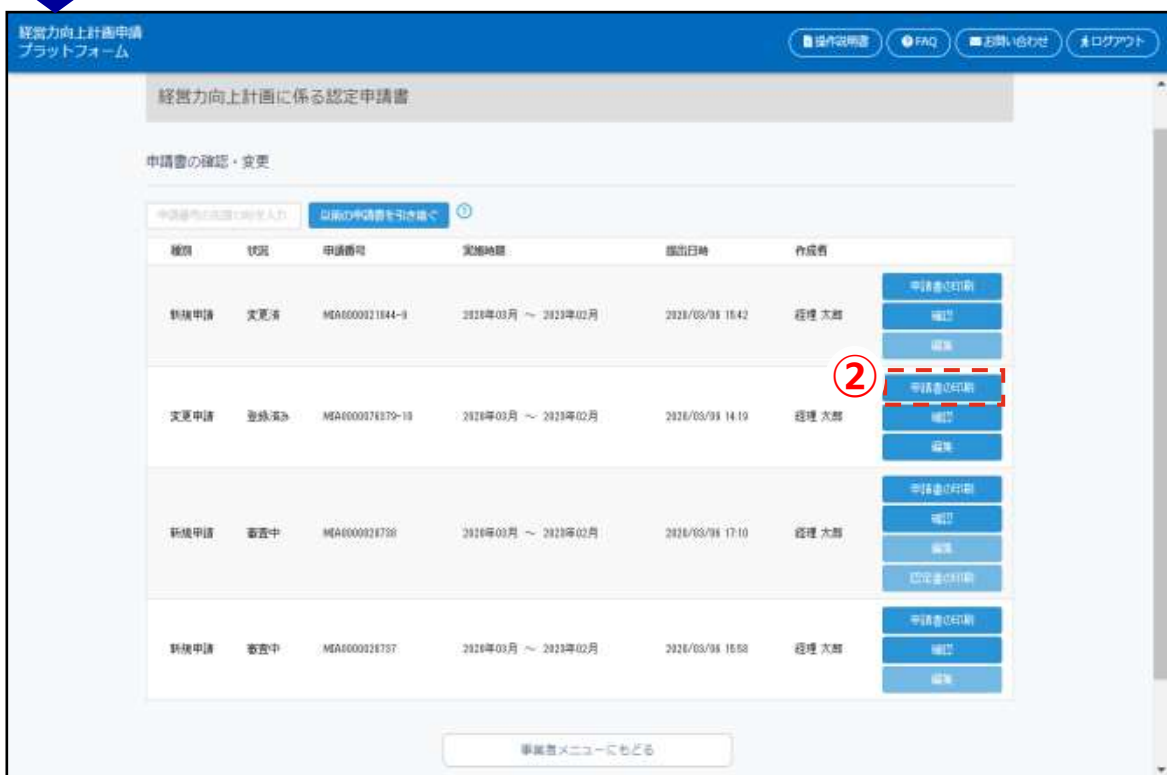 経営力向上計画申請
プラットフォーム
操作説明書 FAQ お問い合わせ ログアウト
経営力向上計画に係る認定申請書
申請書の確認・変更
以前の申請書を引き継ぐ
種別 状況 申請番号 実施時期 提出日時 作成者
申請書の印刷
新規申請 変更済 2020年03月 ~ 2023年02月 経理 太郎 確認
編集
② 申請書の印刷
変更申請 登録済み 2020年03月 ~ 2023年02月 経理 太郎 確認
編集
申請書の印刷
新規申請 審査中 2020年03月 ~ 2023年02月 経理 太郎 確認
編集
認定書の印刷
申請書の印刷
新規申請 審査中 2020年03月 ~ 2023年02月 経理 太郎 確認
編集
事業者メニューにもどる